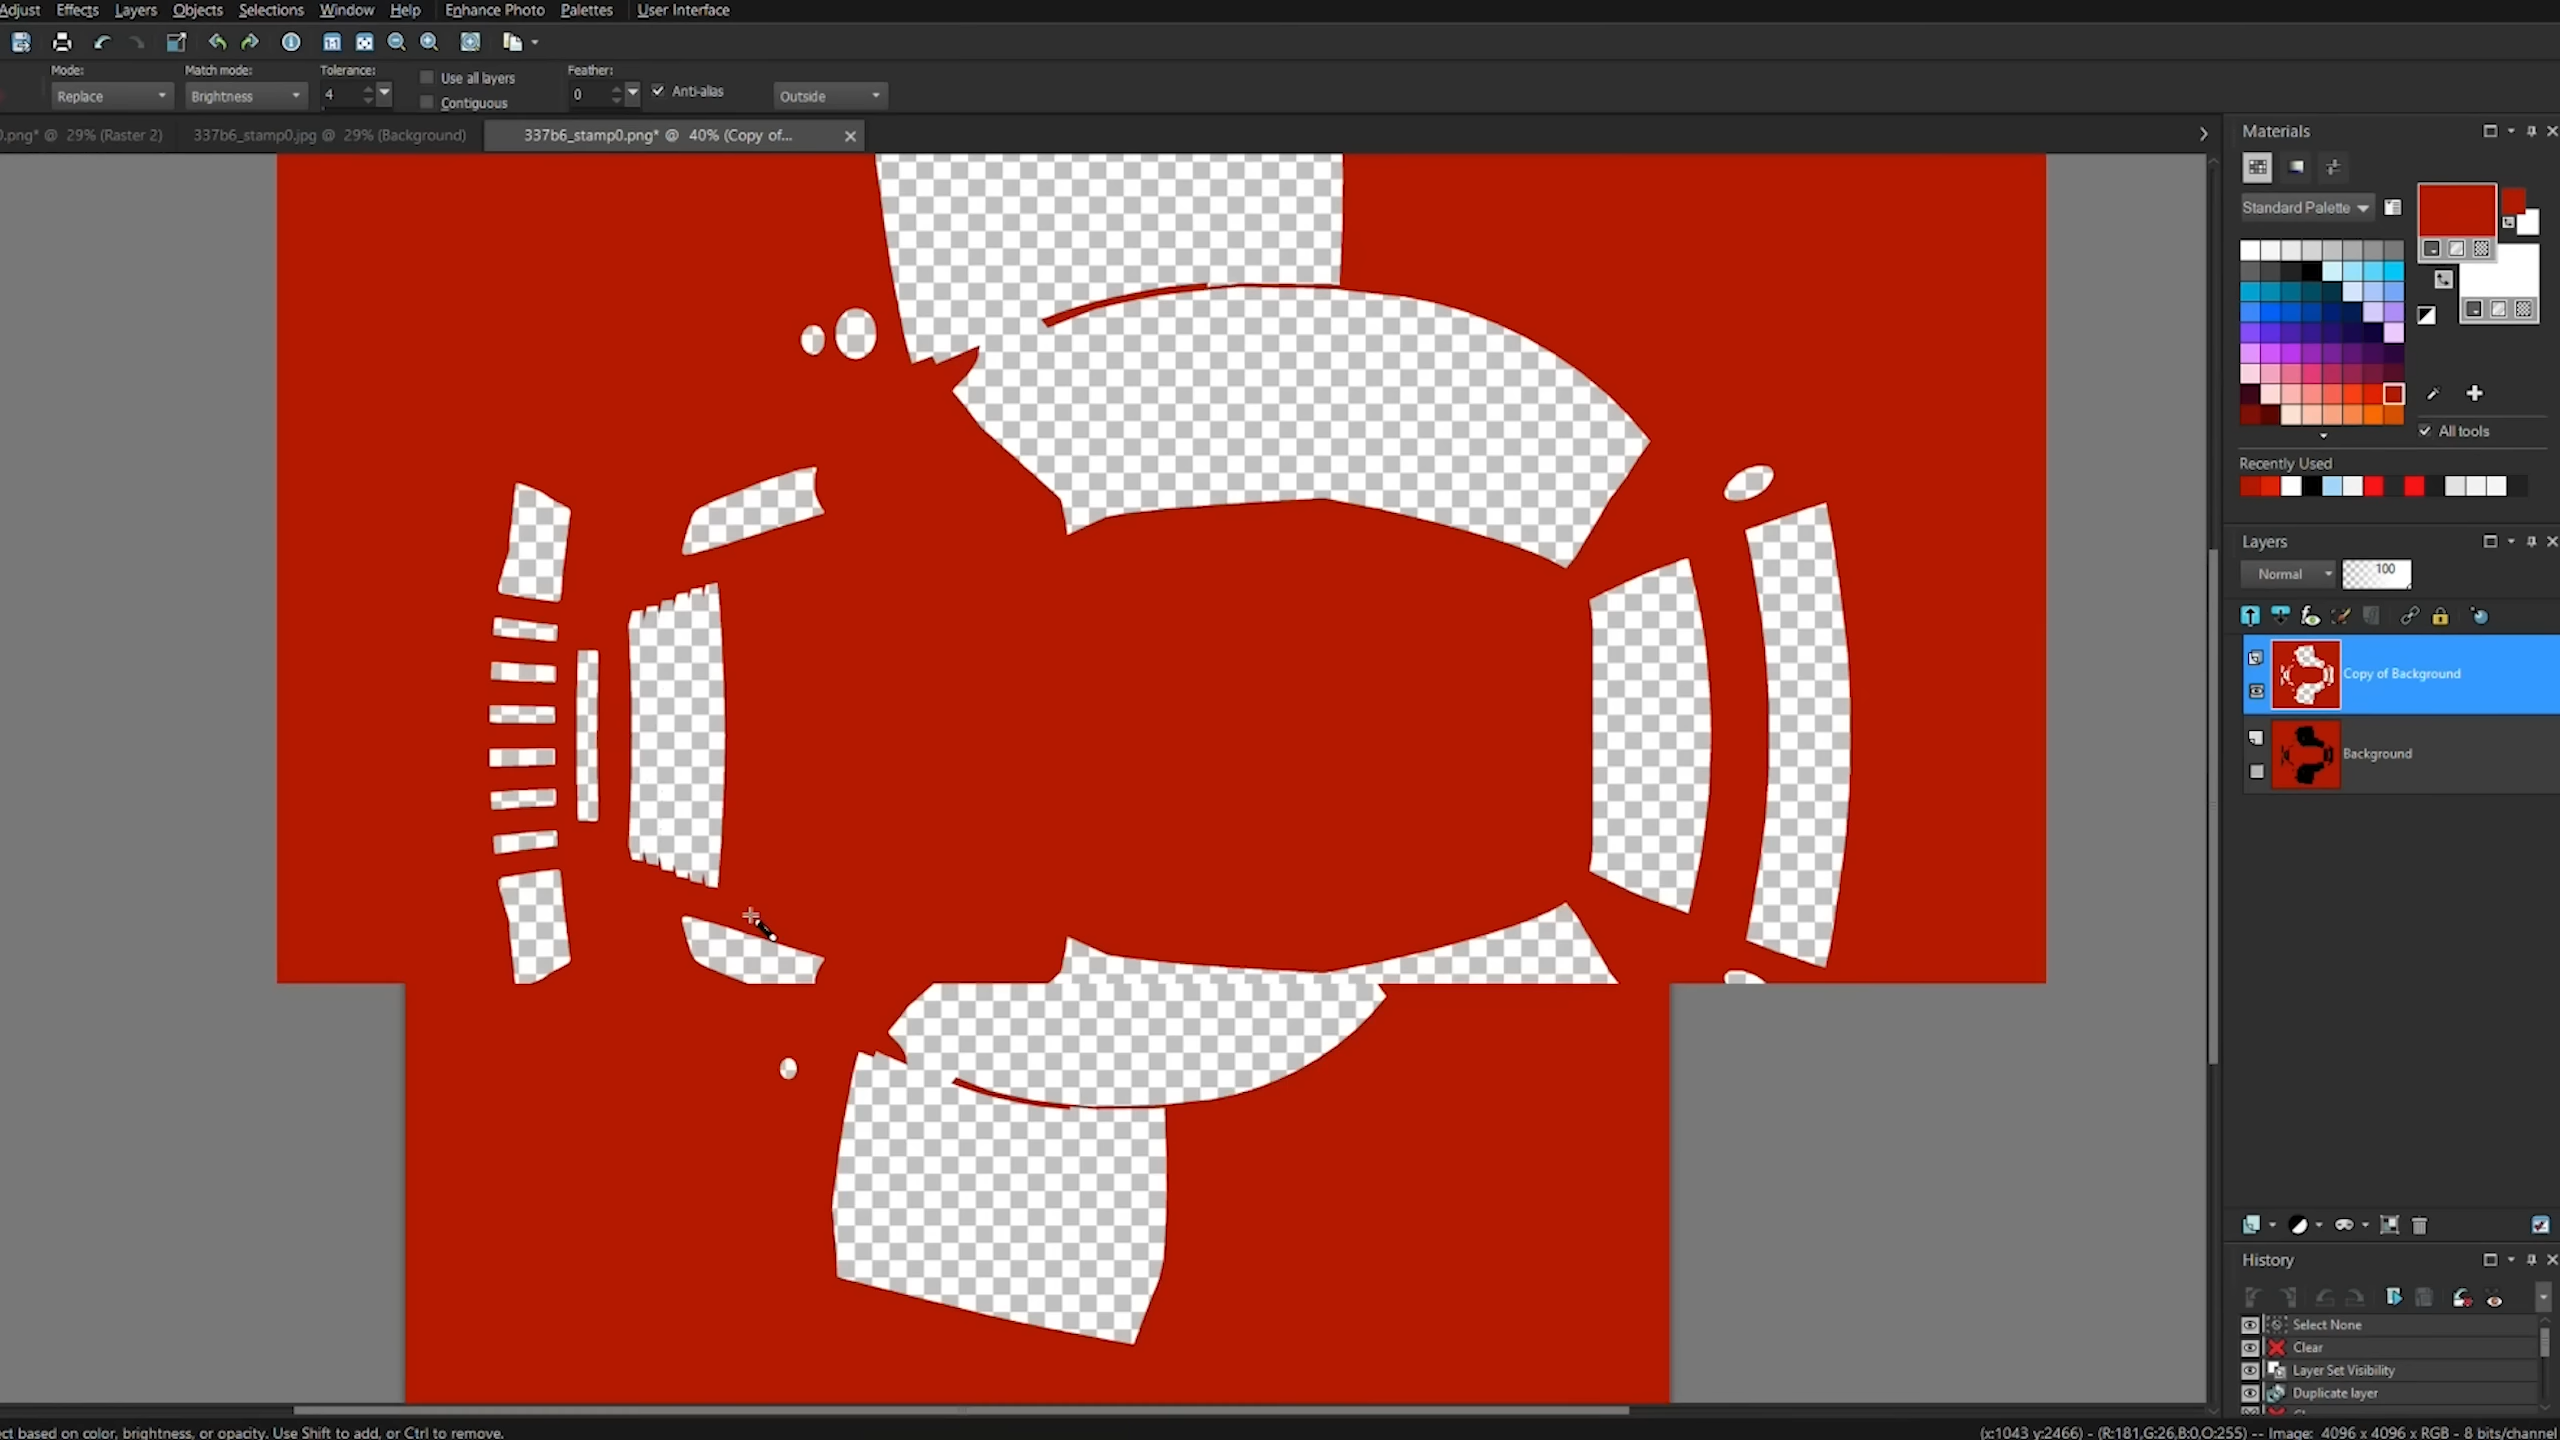 Adjust Effects Layers Objects Selections Window Help Enhance Photo Palettes User Interface
Mode: Match mode: Tolerance: Use all layers Feather: Anti-alias
Replace Brightness 4 Contiguous 0 Outside
0.png* @ 29% (Raster 2) 337b6_stamp0.jpg @ 29% (Background) 337b6_stamp0.png* @ 40% (Copy of...
Materials
Standard Palette
All tools
Recently Used
Layers
Normal 100
Copy of Background
Background
History
Select None
Clear
Layer Set Visibility
Duplicate layer
ct based on color, brightness, or opacity. Use Shift to add, or Ctrl to remove. (x:1043 y:2466) - (R:181,G:26,B:0,O:255) -- Image: 4096 x 4096 x RGB - 8 bits/channel